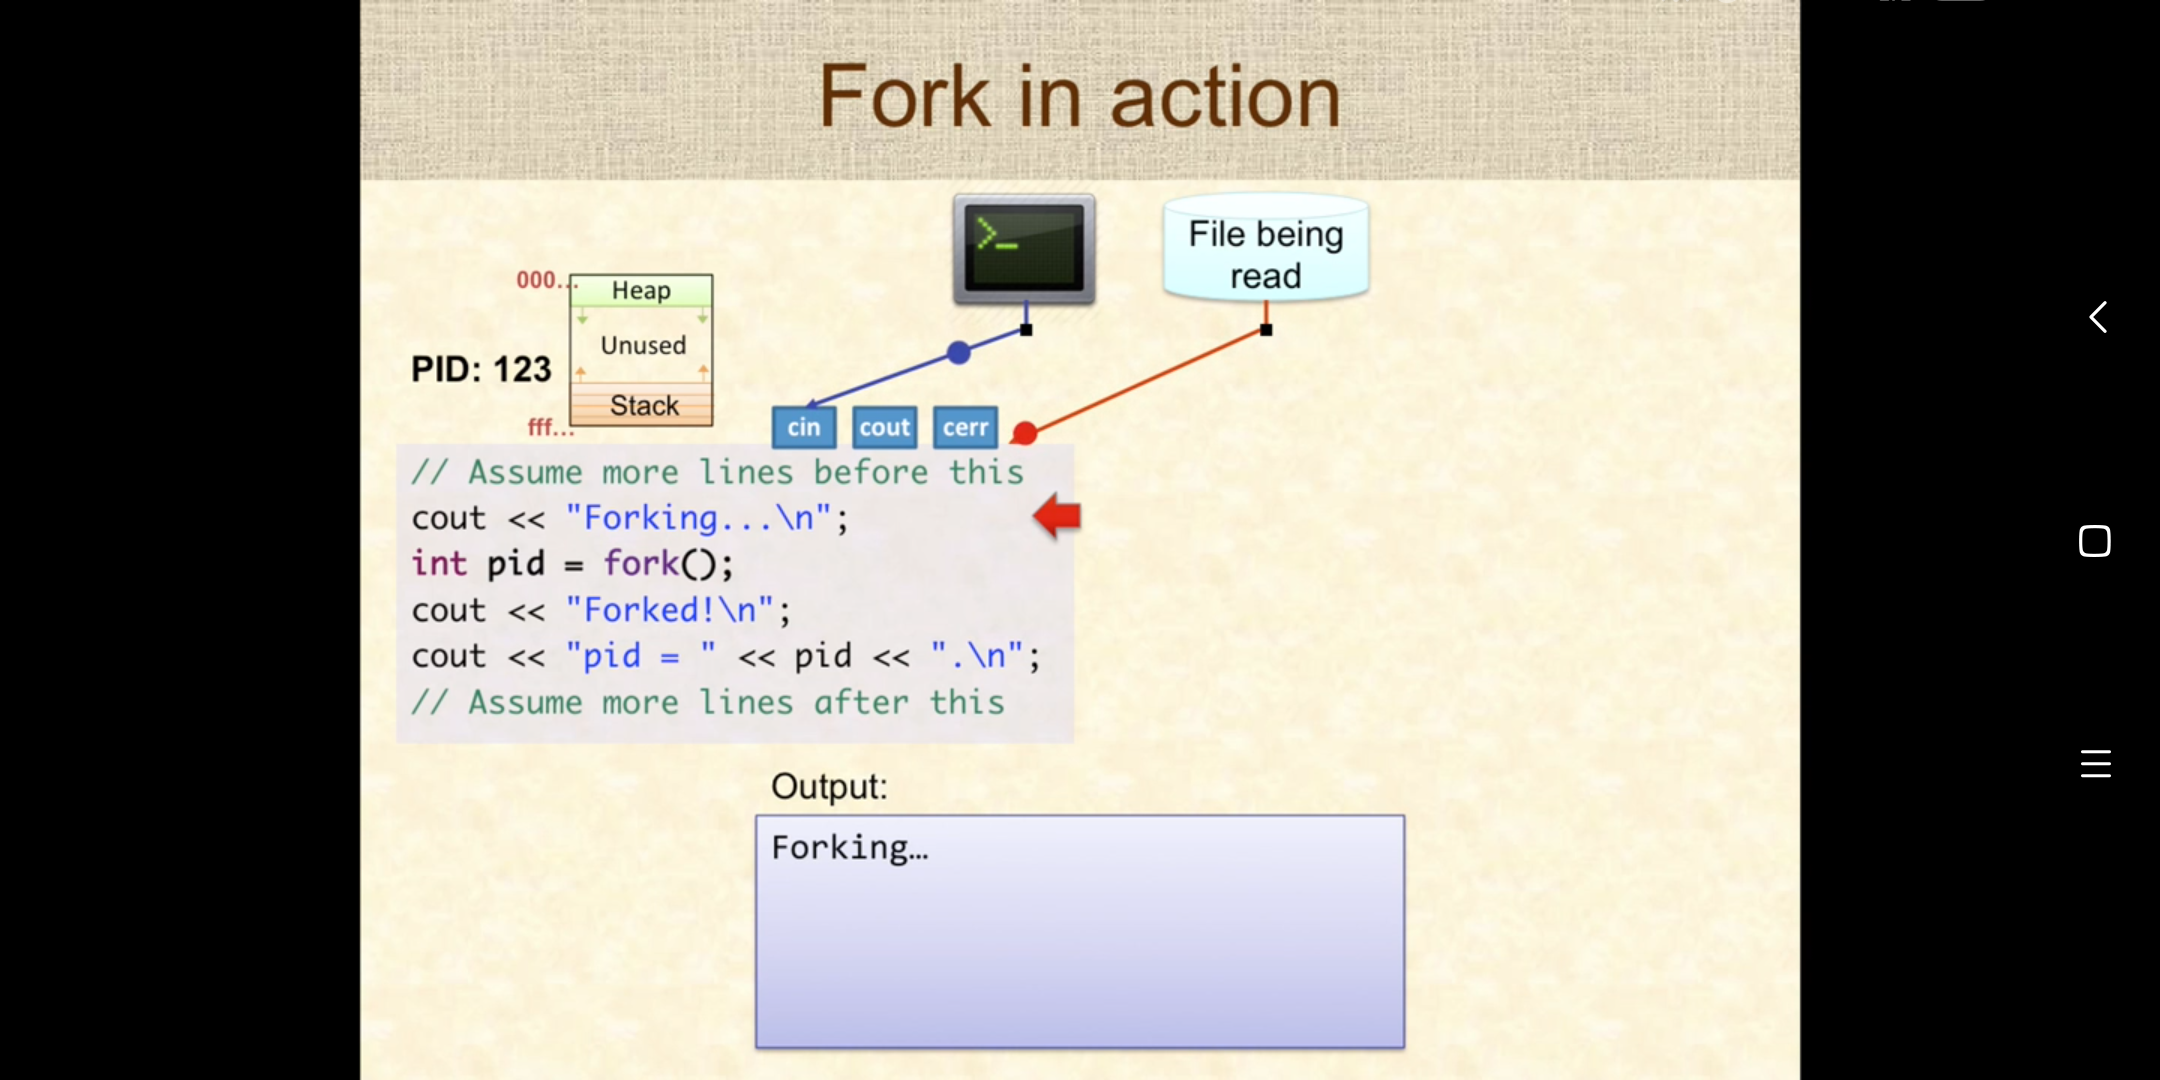 Fork in action
>_
File being
read
000...
Heap
Unused
PID: 123
Stack
fff...
cin cout cerr
// Assume more lines before this
cout << "Forking...\n";
int pid = fork();
cout << "Forked!\n";
cout << "pid = " << pid << ".\n";
// Assume more lines after this
Output:
Forking…